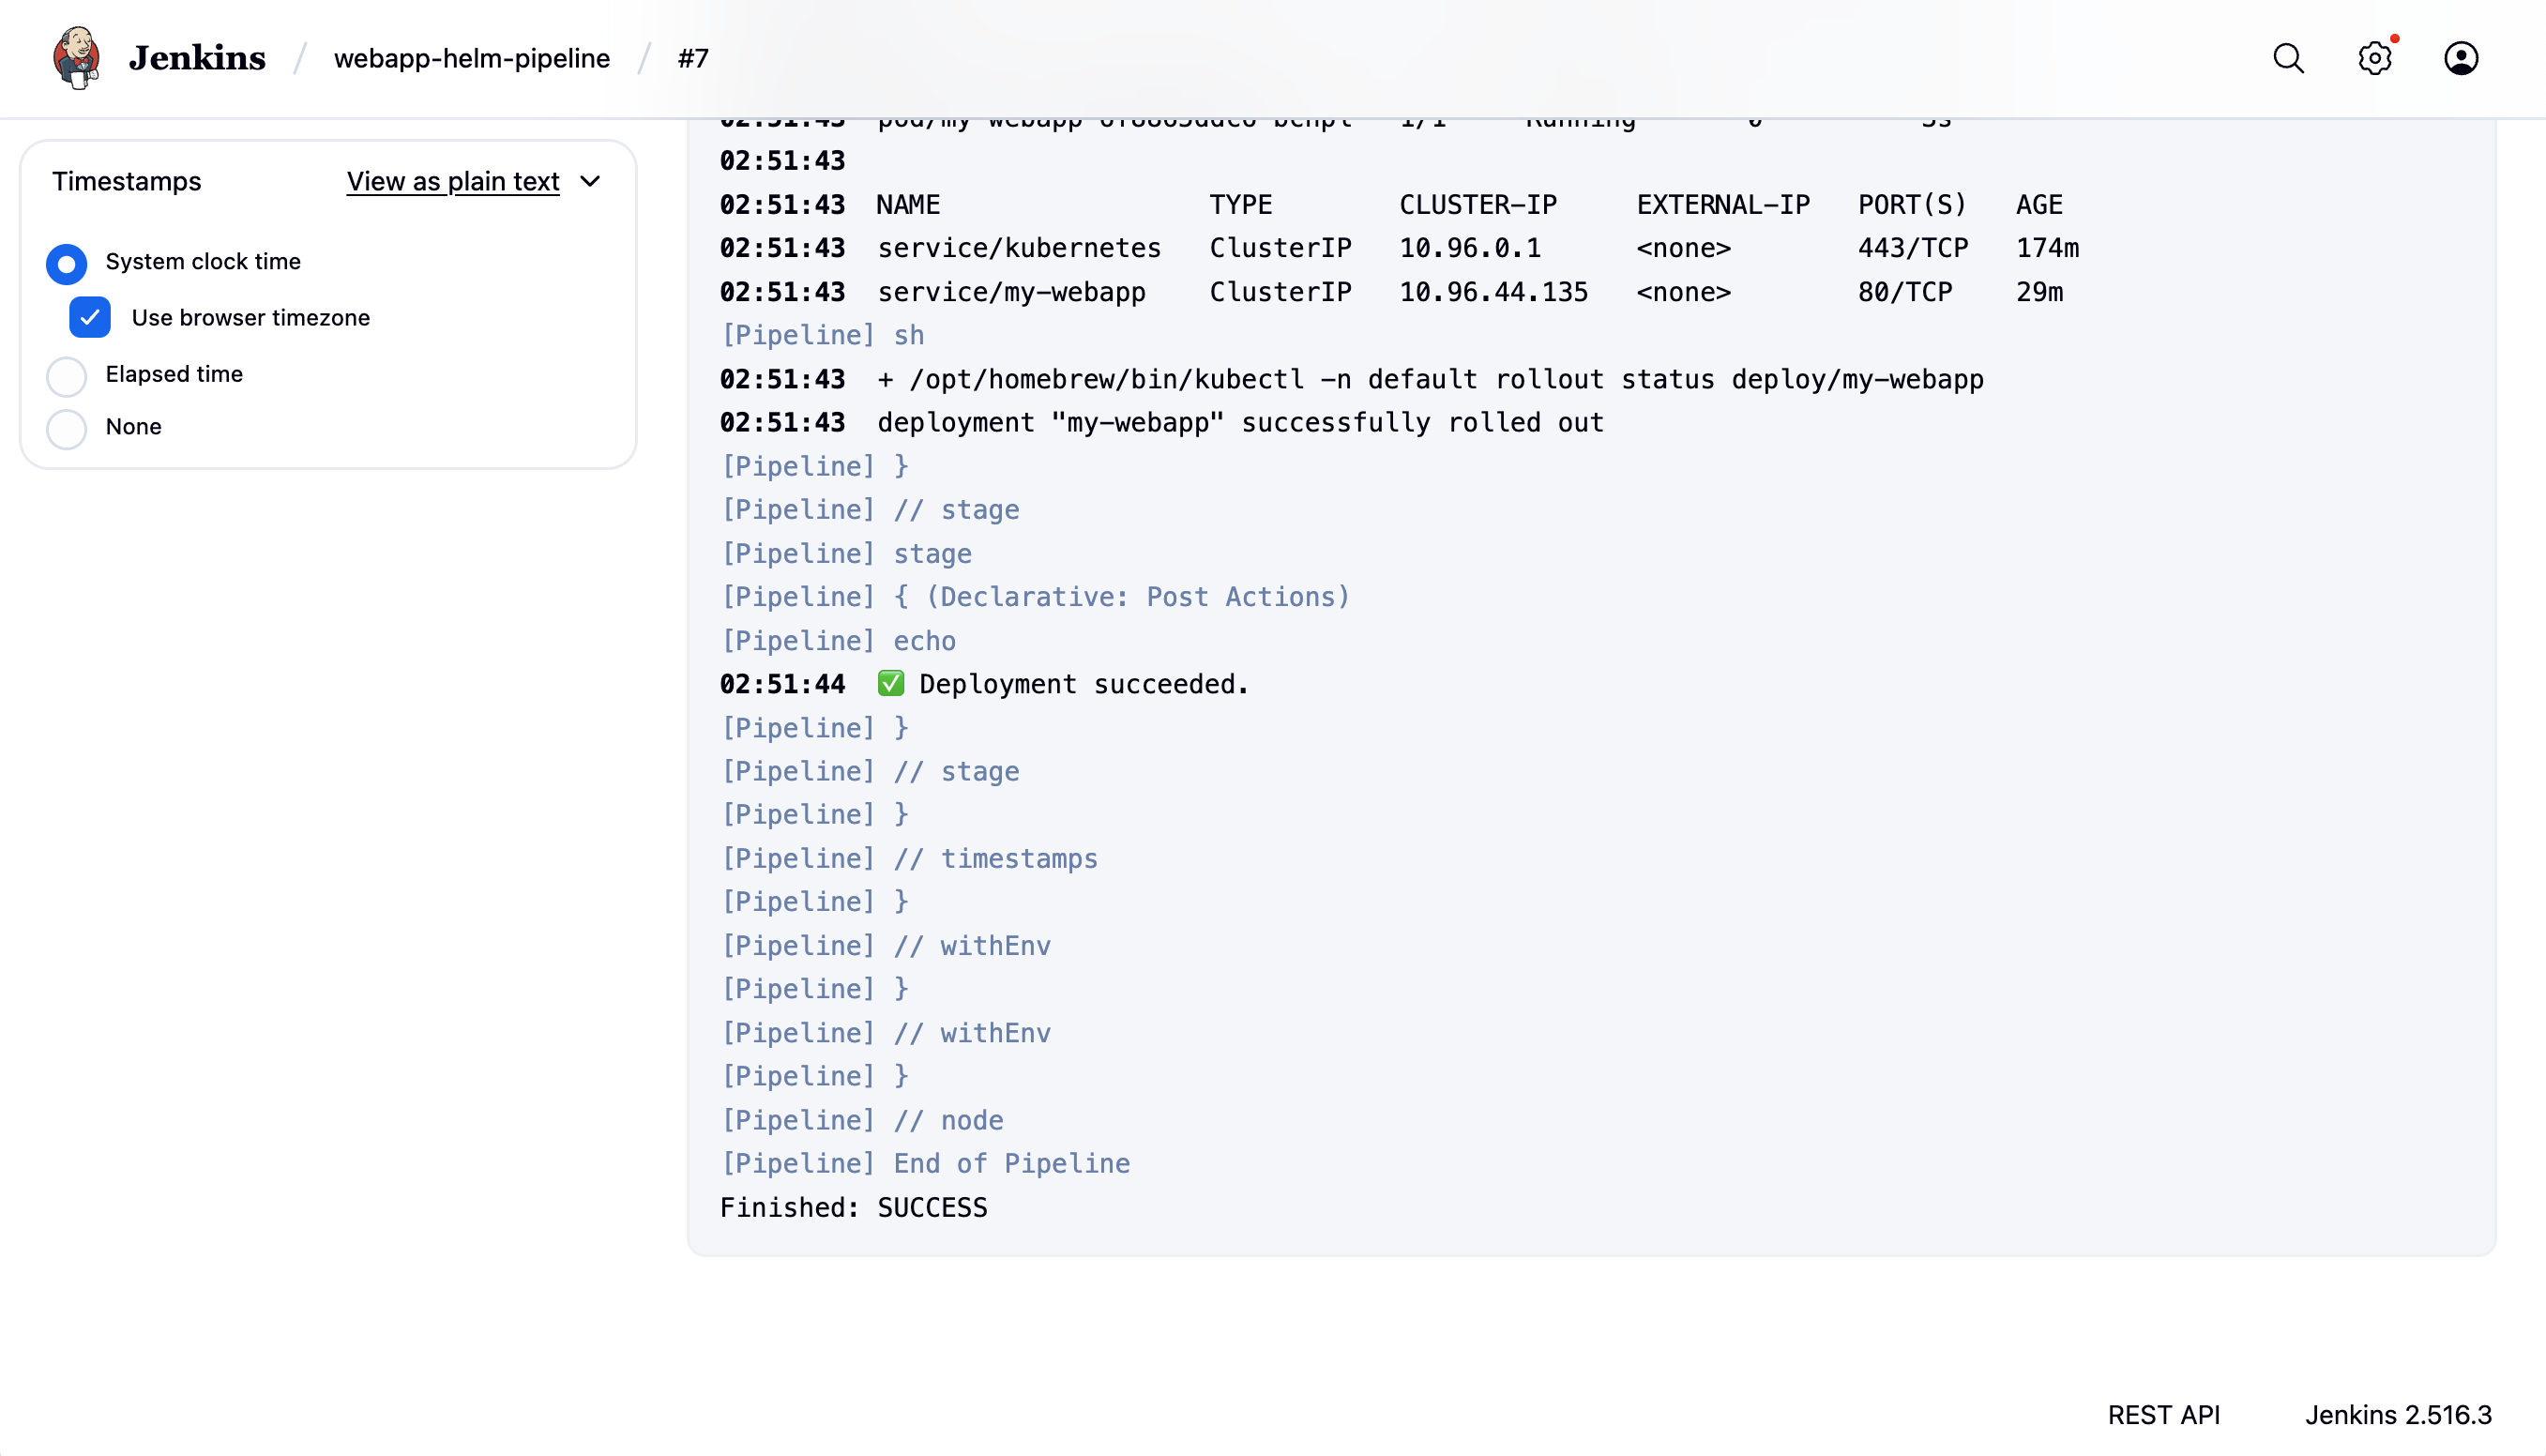 Jenkins / webapp-helm-pipeline / #7
Timestamps View as plain text
System clock time
Use browser timezone
Elapsed time
None
02:51:43 Running
02:51:43
02:51:43 NAME TYPE CLUSTER-IP EXTERNAL-IP PORT(S) AGE
02:51:43 service/kubernetes ClusterIP 10.96.0.1 <none> 443/TCP 174m
02:51:43 service/my-webapp ClusterIP 10.96.44.135 <none> 80/TCP 29m
[Pipeline] sh
02:51:43 + /opt/homebrew/bin/kubectl -n default rollout status deploy/my-webapp
02:51:43 deployment "my-webapp" successfully rolled out
[Pipeline] }
[Pipeline] // stage
[Pipeline] stage
[Pipeline] { (Declarative: Post Actions)
[Pipeline] echo
02:51:44 ✅ Deployment succeeded.
[Pipeline] }
[Pipeline] // stage
[Pipeline] }
[Pipeline] // timestamps
[Pipeline] }
[Pipeline] // withEnv
[Pipeline] }
[Pipeline] // withEnv
[Pipeline] }
[Pipeline] // node
[Pipeline] End of Pipeline
Finished: SUCCESS
REST API Jenkins 2.516.3